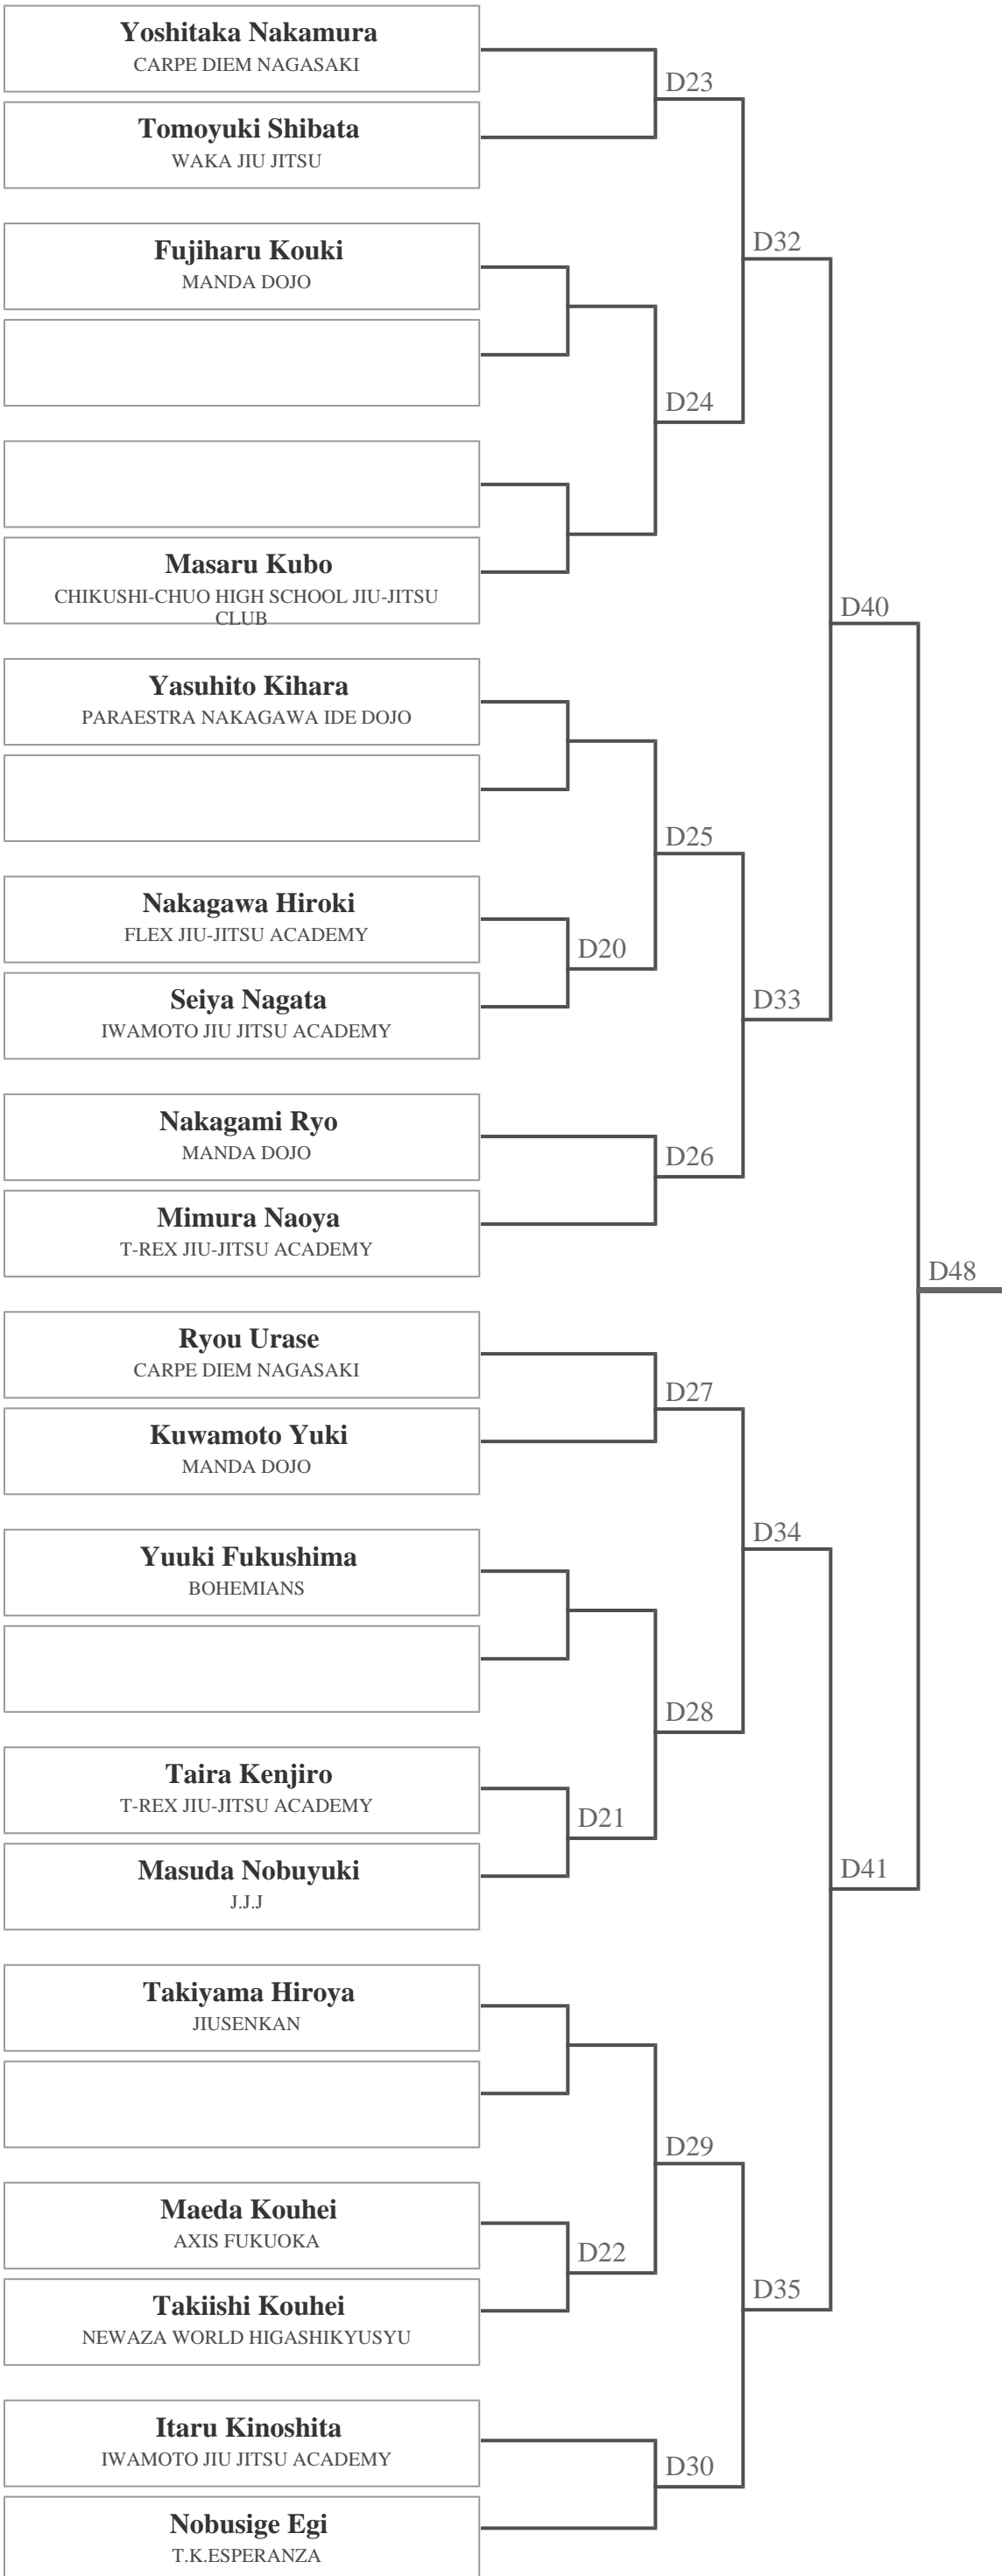 Yoshitaka Nakamura
CARPE DIEM NAGASAKI
D23
Tomoyuki Shibata
WAKA JIU JITSU
D32
Fujiharu Kouki
MANDA DOJO
D24
Masaru Kubo
CHIKUSHI-CHUO HIGH SCHOOL JIU-JITSU
CLUB
D40
Yasuhito Kihara
PARAESTRA NAKAGAWA IDE DOJO
D25
Nakagawa Hiroki
FLEX JIU-JITSU ACADEMY
D20
Seiya Nagata
IWAMOTO JIU JITSU ACADEMY
D33
Nakagami Ryo
MANDA DOJO
D26
Mimura Naoya
T-REX JIU-JITSU ACADEMY
D48
Ryou Urase
CARPE DIEM NAGASAKI
D27
Kuwamoto Yuki
MANDA DOJO
D34
Yuuki Fukushima
BOHEMIANS
D28
Taira Kenjiro
T-REX JIU-JITSU ACADEMY
D21
Masuda Nobuyuki
J.J.J
D41
Takiyama Hiroya
JIUSENKAN
D29
Maeda Kouhei
AXIS FUKUOKA
D22
Takiishi Kouhei
NEWAZA WORLD HIGASHIKYUSYU
D35
Itaru Kinoshita
IWAMOTO JIU JITSU ACADEMY
D30
Nobusige Egi
T.K.ESPERANZA